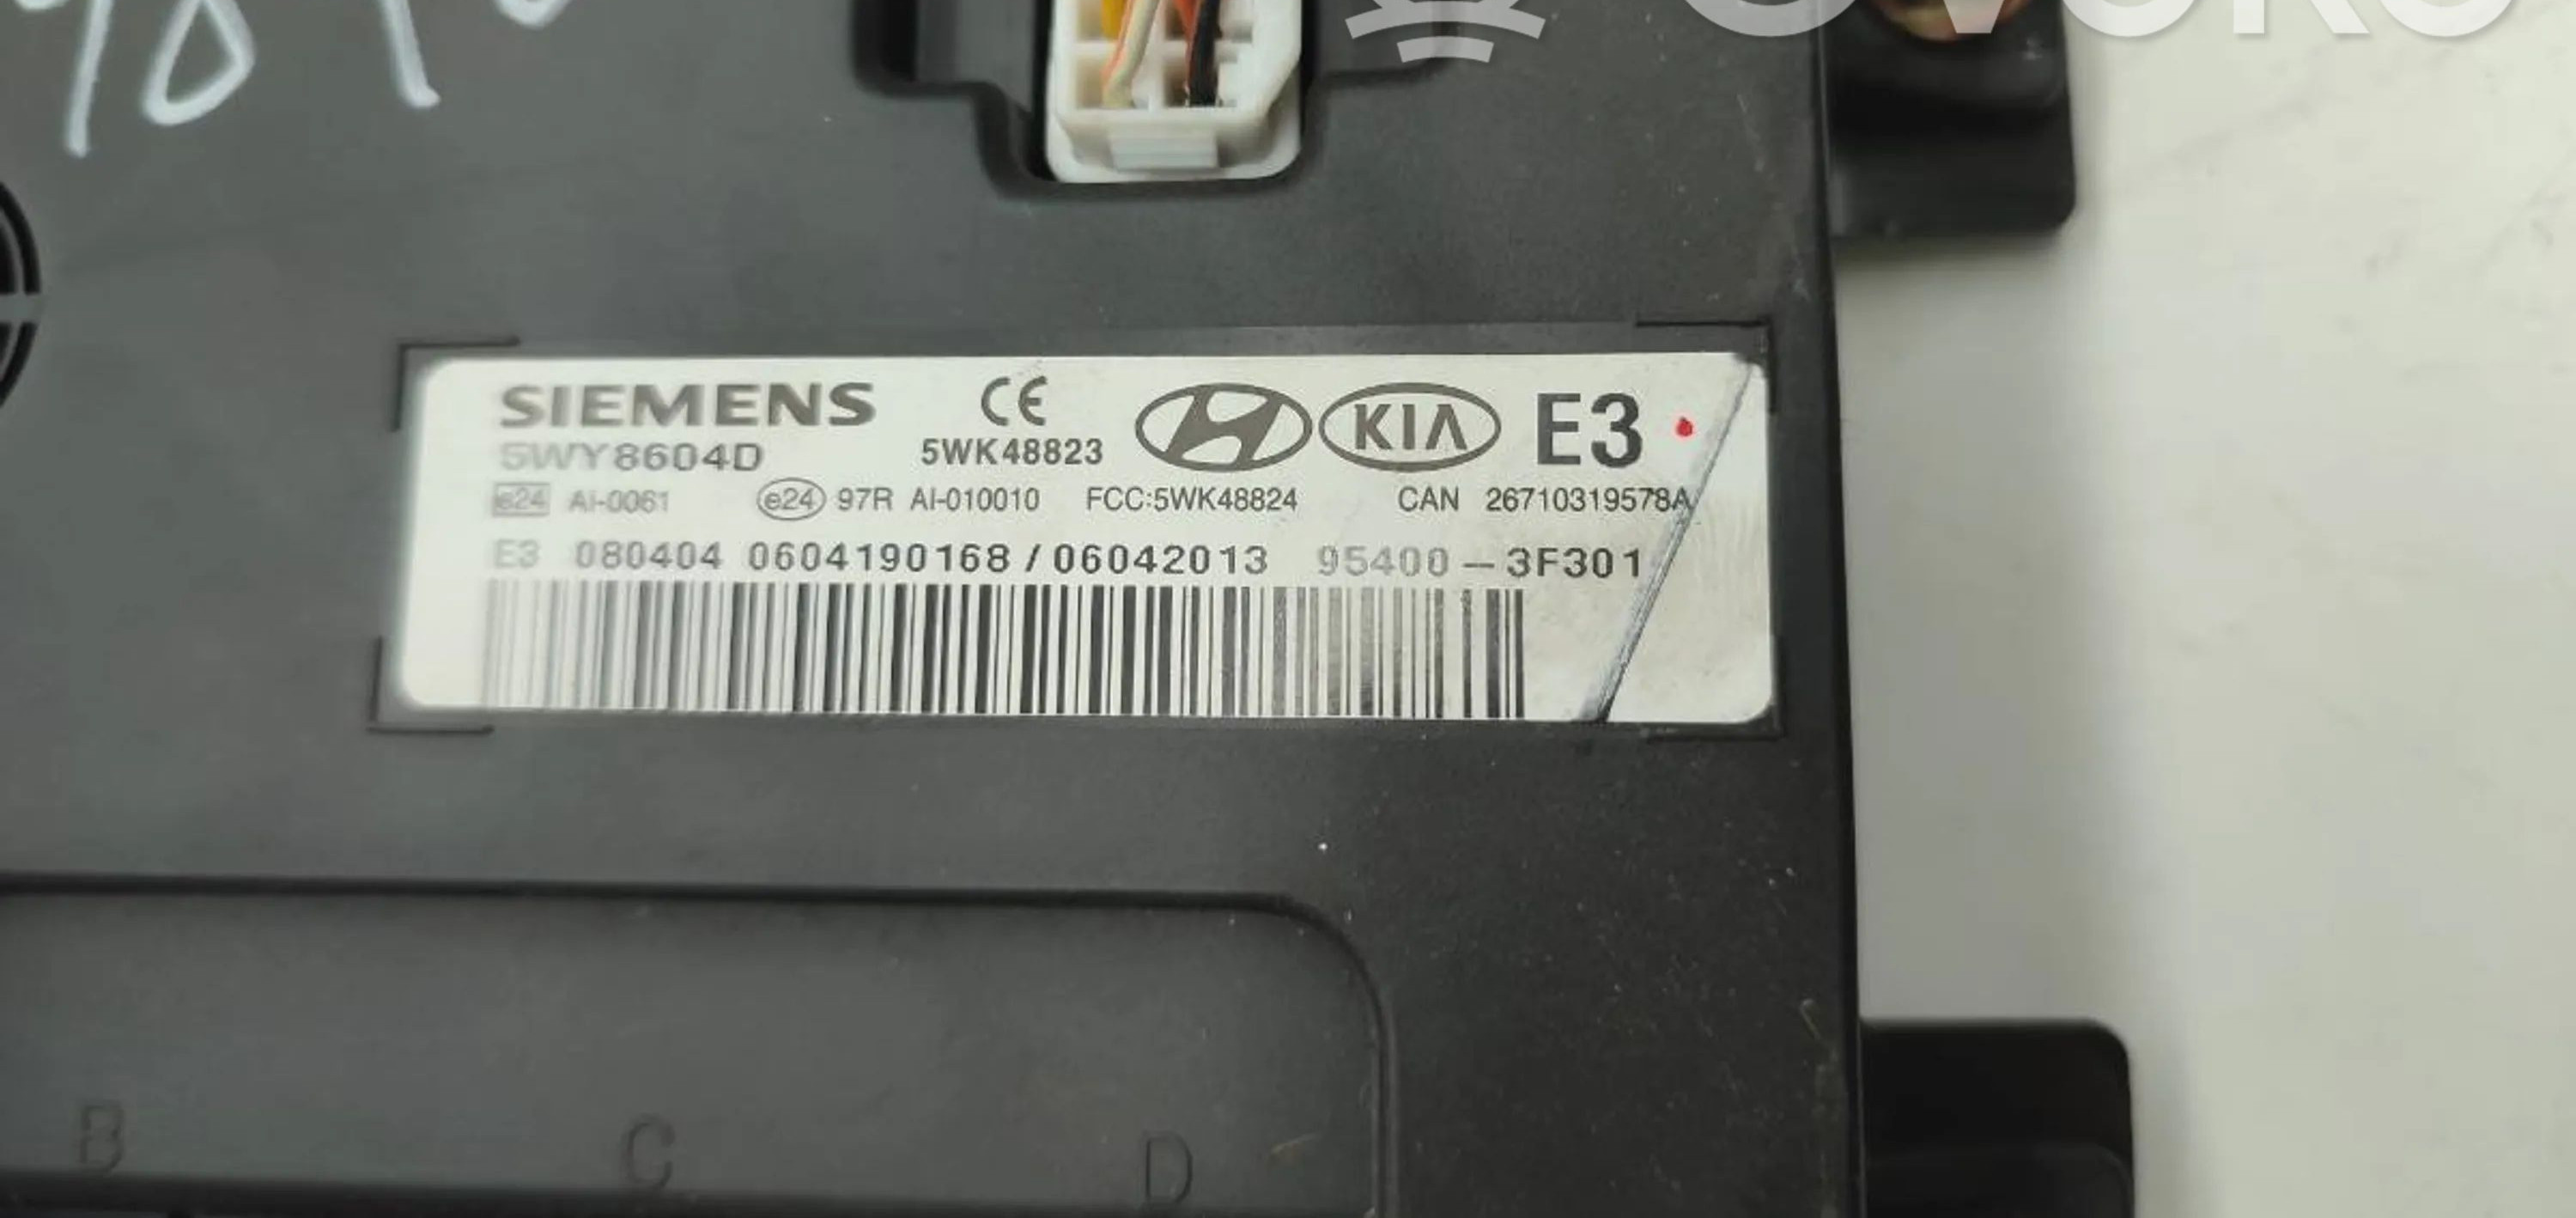 SIEMENS CE KIA E3
5WY8604D 5WK48823
e24 AI-0061 e24 97R AI-010010 FCC:5WK48824 CAN 26710319578A
E3 080404 0604190168 / 06042013 95400-3F301
B C D